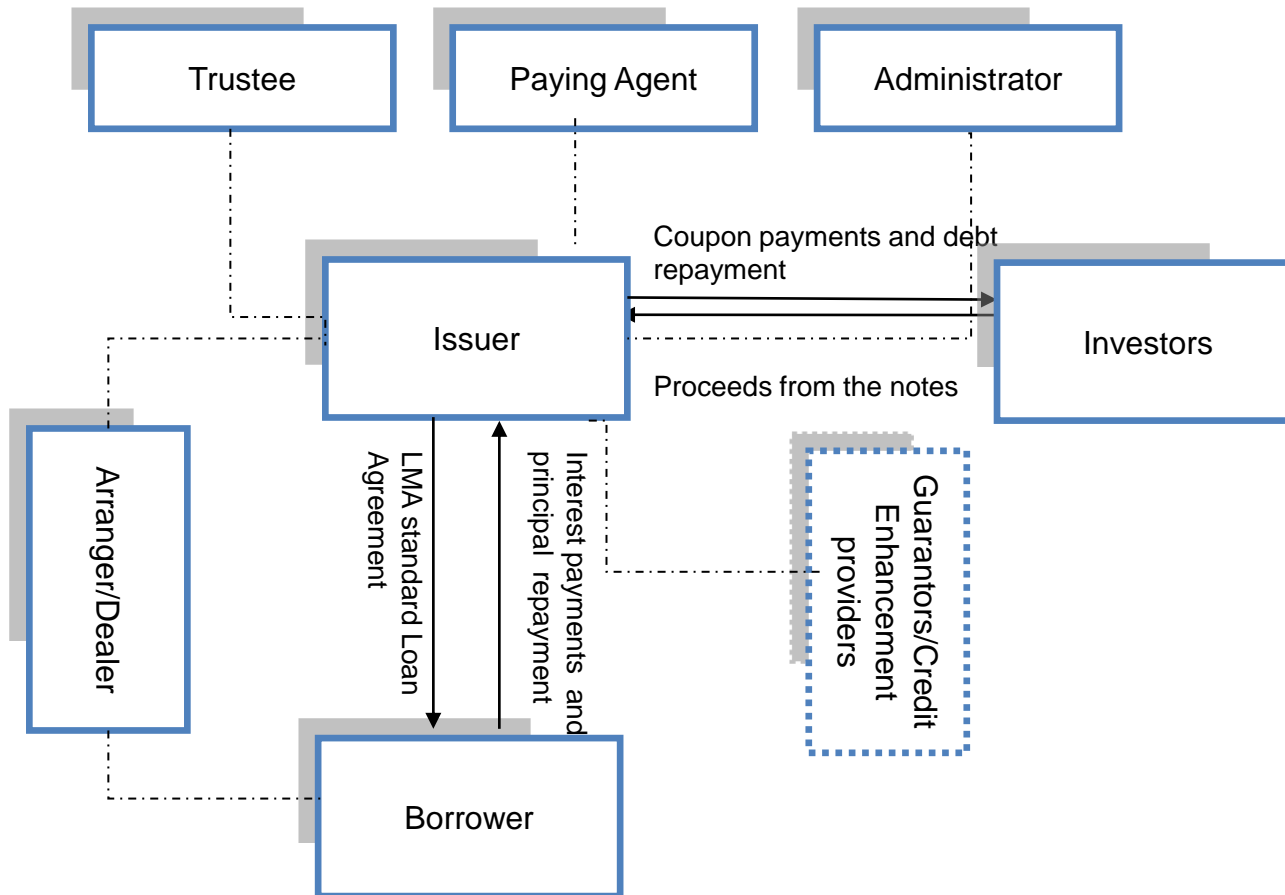 Trustee
Paying Agent
Administrator
Coupon payments and debt
repayment
Issuer
Investors
Proceeds from the notes
Arranger/Dealer
LMA standard Loan
Agreement
Interest payments and
principal repayment
Guarantors/Credit
Enhancement
providers
Borrower